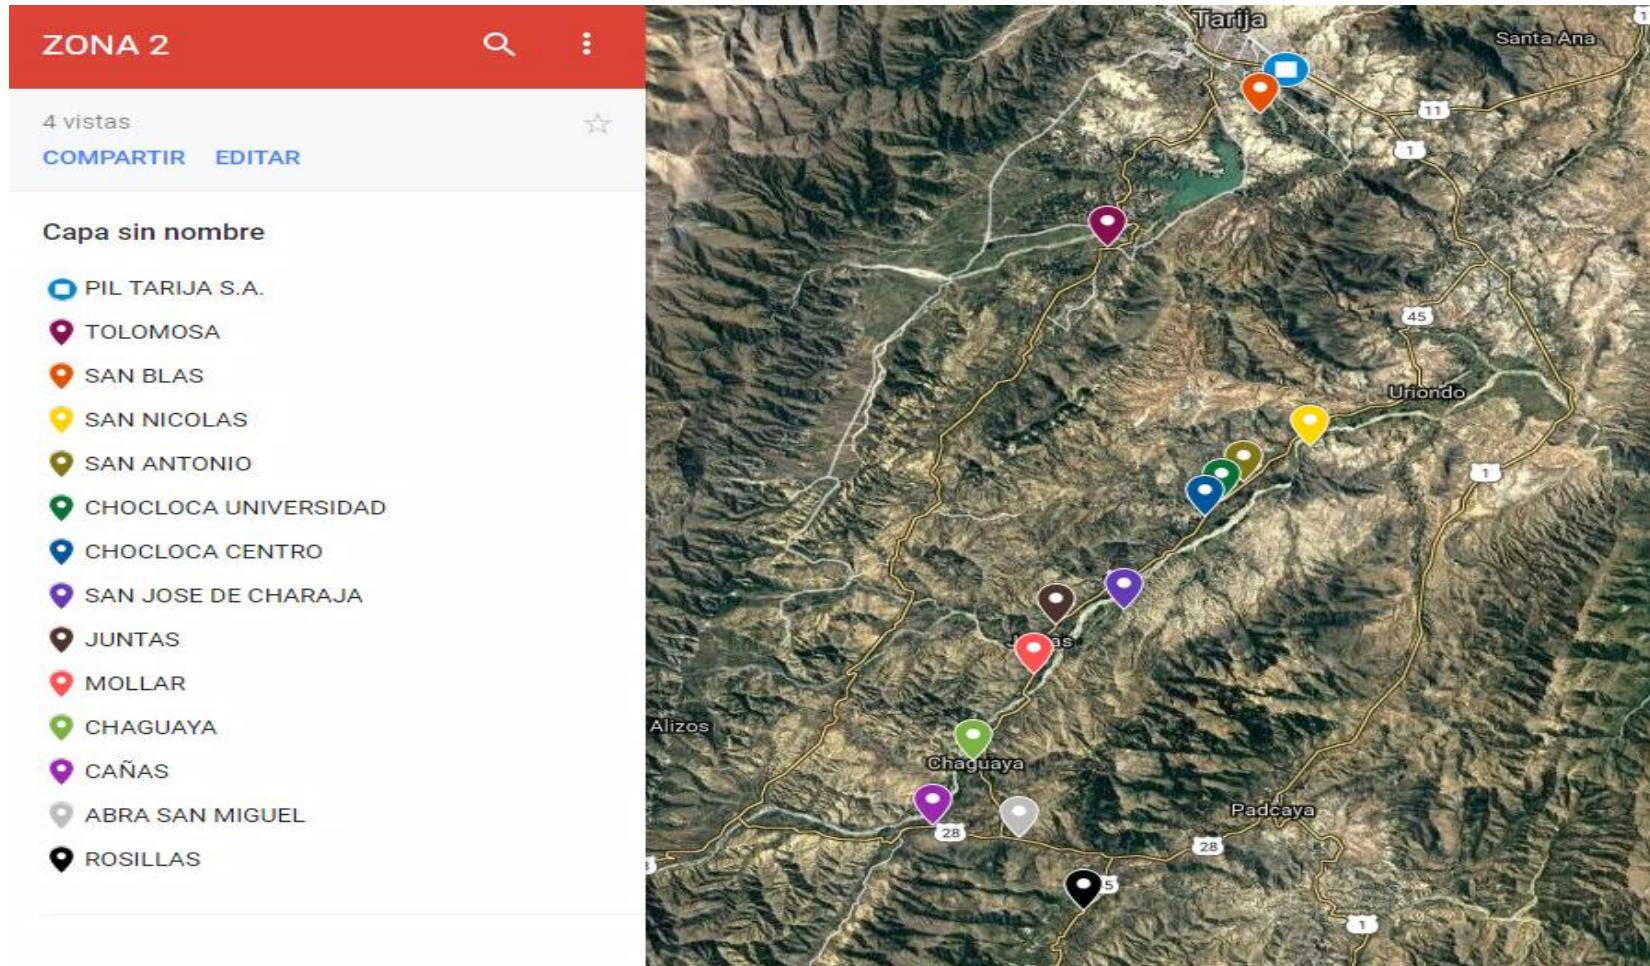 ZONA 2
4 vistas
COMPARTIR EDITAR
Capa sin nombre
PIL TARIJA S.A.
TOLOMOSA
SAN BLAS
SAN NICOLAS
SAN ANTONIO
CHOCLOCA UNIVERSIDAD
CHOCLOCA CENTRO
SAN JOSE DE CHARAJA
JUNTAS
MOLLAR
CHAGUAYA
CAÑAS
ABRA SAN MIGUEL
ROSILLAS
Tarija
Santa Ana
11
1
45
Uriondo
1
Alizos
Chaguaya
Padcaya
28
28
1